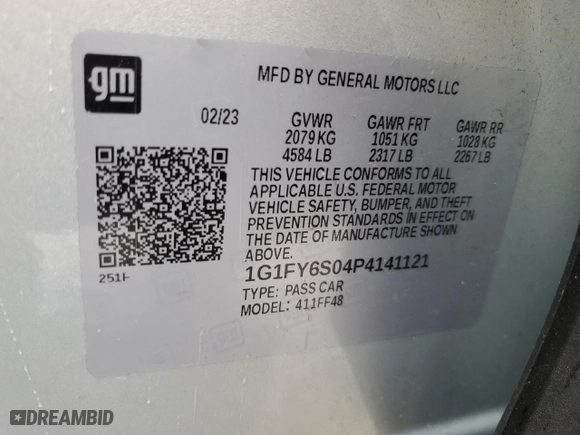 gm
MFD BY GENERAL MOTORS LLC
02/23 GVWR GAWR FRT GAWR RR
2079 KG 1051 KG 1028 KG
4584 LB 2317 LB 2267 LB
THIS VEHICLE CONFORMS TO ALL
APPLICABLE U.S. FEDERAL MOTOR
VEHICLE SAFETY, BUMPER, AND THEFT
PREVENTION STANDARDS IN EFFECT ON
THE DATE OF MANUFACTURE SHOWN
ABOVE.
251H
1G1FY6S04P4141121
TYPE: PASS CAR
MODEL: 411FF48
DREAMBID